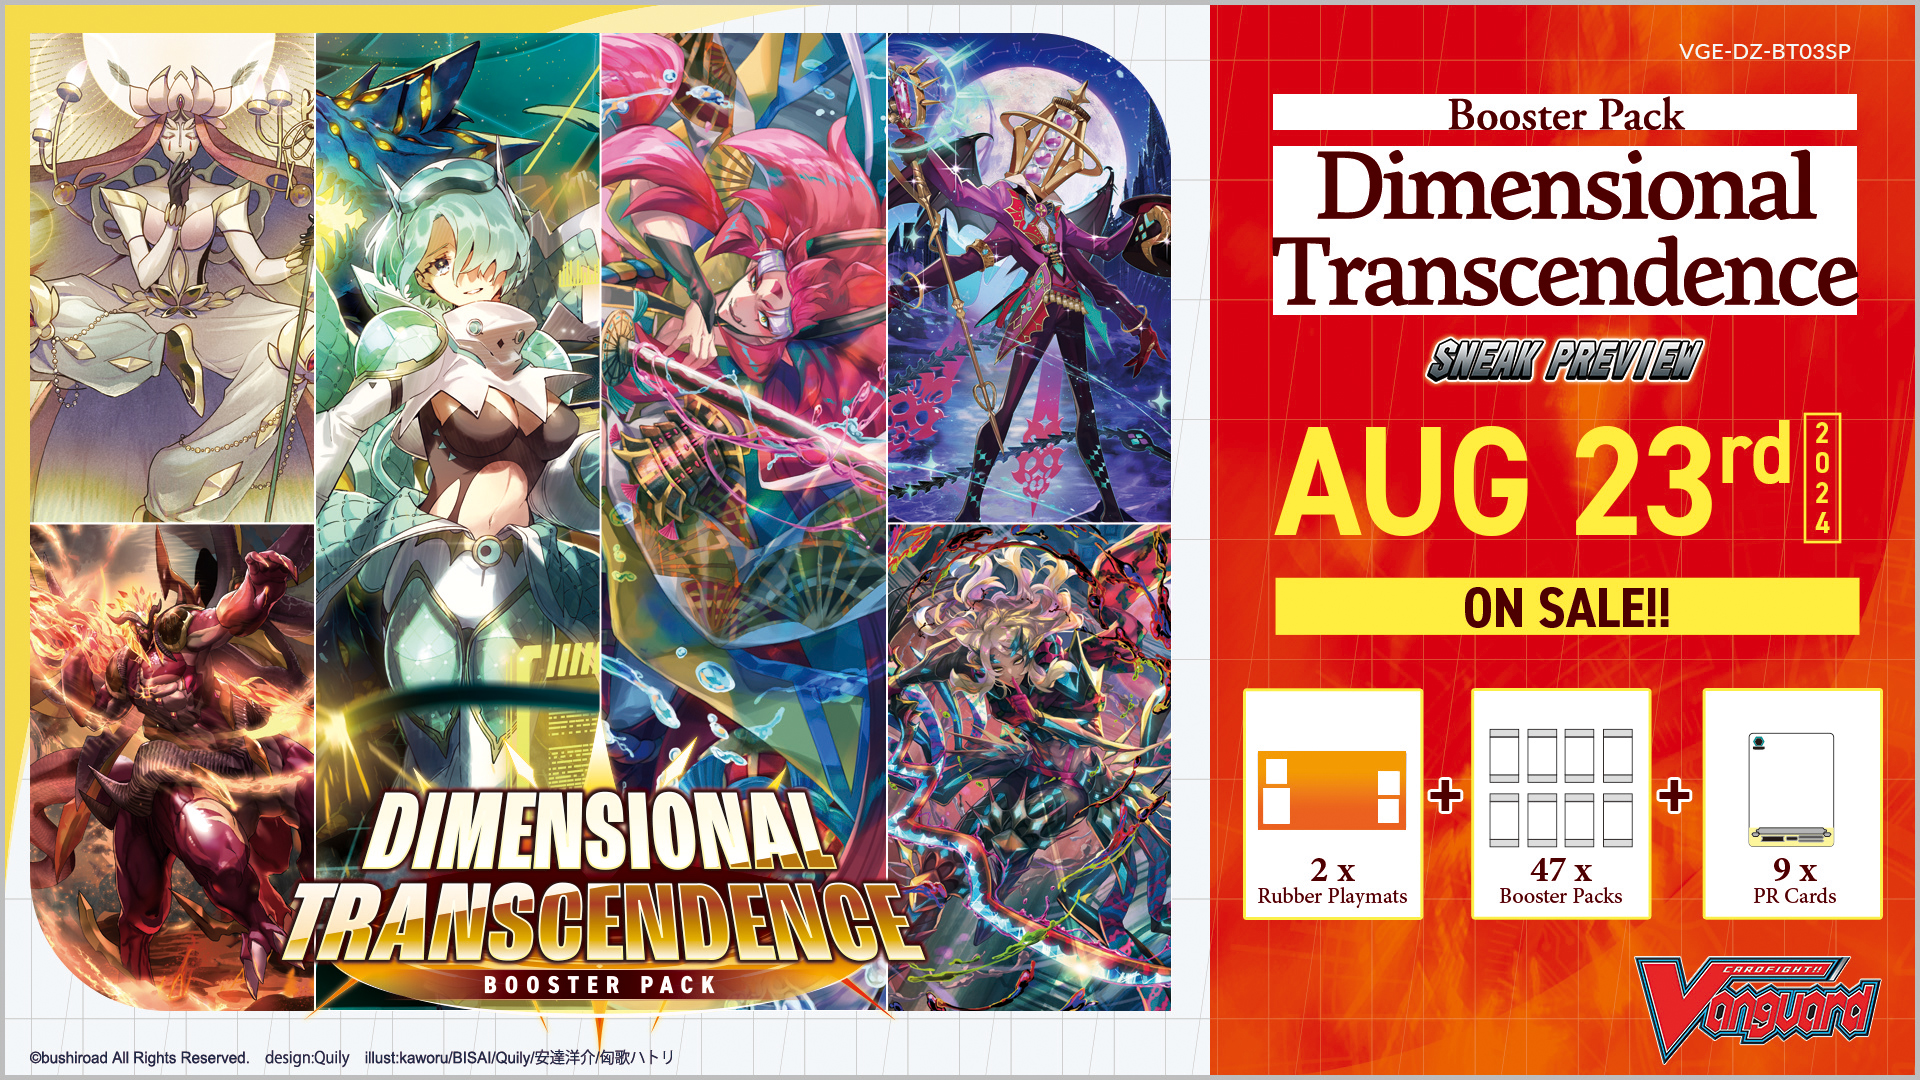 VGE-DZ-BT03SP
Booster Pack
Dimensional
Transcendence
SNEAK PREVIEW
AUG 23rd 2024
ON SALE!!
2 x
Rubber Playmats
+
47 x
Booster Packs
+
9 x
PR Cards
DIMENSIONAL
TRANSCENDENCE
BOOSTER PACK
CARDFIGHT!!
Vanguard
©bushiroad All Rights Reserved. design:Quily illust:kaworu/BISAI/Quily/安達洋介/匈歌ハトリ